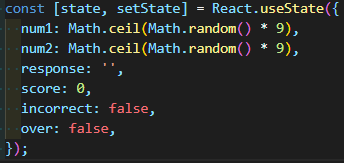 const [state, setState] = React.useState({
  num1: Math.ceil(Math.random() * 9),
  num2: Math.ceil(Math.random() * 9),
  response: '',
  score: 0,
  incorrect: false,
  over: false,
});